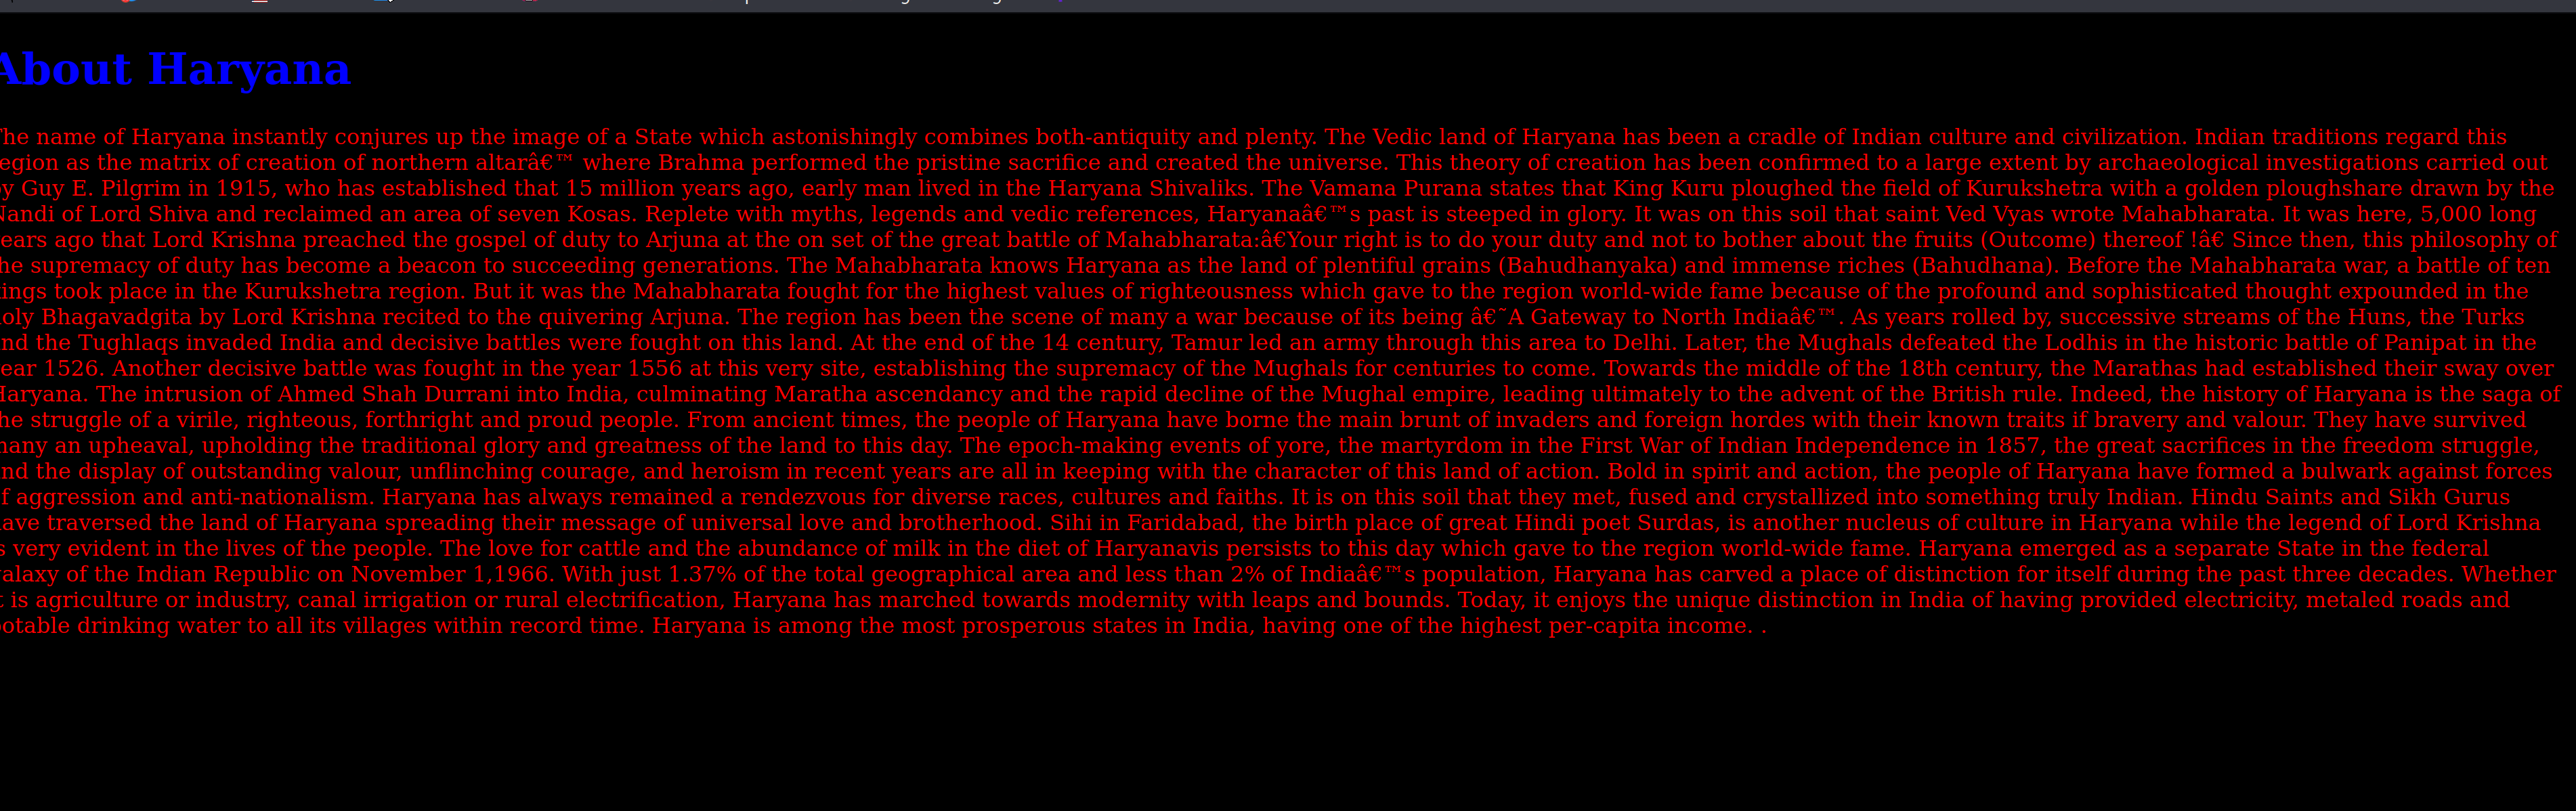 About Haryana
The name of Haryana instantly conjures up the image of a State which astonishingly combines both-antiquity and plenty. The Vedic land of Haryana has been a cradle of Indian culture and civilization. Indian traditions regard this
region as the matrix of creation of northern altarâ€™ where Brahma performed the pristine sacrifice and created the universe. This theory of creation has been confirmed to a large extent by archaeological investigations carried out
by Guy E. Pilgrim in 1915, who has established that 15 million years ago, early man lived in the Haryana Shivaliks. The Vamana Purana states that King Kuru ploughed the field of Kurukshetra with a golden ploughshare drawn by the
Nandi of Lord Shiva and reclaimed an area of seven Kosas. Replete with myths, legends and vedic references, Haryanaâ€™s past is steeped in glory. It was on this soil that saint Ved Vyas wrote Mahabharata. It was here, 5,000 long
years ago that Lord Krishna preached the gospel of duty to Arjuna at the on set of the great battle of Mahabharata:â€Your right is to do your duty and not to bother about the fruits (Outcome) thereof !â€ Since then, this philosophy of
the supremacy of duty has become a beacon to succeeding generations. The Mahabharata knows Haryana as the land of plentiful grains (Bahudhanyaka) and immense riches (Bahudhana). Before the Mahabharata war, a battle of ten
kings took place in the Kurukshetra region. But it was the Mahabharata fought for the highest values of righteousness which gave to the region world-wide fame because of the profound and sophisticated thought expounded in the
holy Bhagavadgita by Lord Krishna recited to the quivering Arjuna. The region has been the scene of many a war because of its being â€˜A Gateway to North Indiaâ€™. As years rolled by, successive streams of the Huns, the Turks
and the Tughlaqs invaded India and decisive battles were fought on this land. At the end of the 14 century, Tamur led an army through this area to Delhi. Later, the Mughals defeated the Lodhis in the historic battle of Panipat in the
year 1526. Another decisive battle was fought in the year 1556 at this very site, establishing the supremacy of the Mughals for centuries to come. Towards the middle of the 18th century, the Marathas had established their sway over
Haryana. The intrusion of Ahmed Shah Durrani into India, culminating Maratha ascendancy and the rapid decline of the Mughal empire, leading ultimately to the advent of the British rule. Indeed, the history of Haryana is the saga of
the struggle of a virile, righteous, forthright and proud people. From ancient times, the people of Haryana have borne the main brunt of invaders and foreign hordes with their known traits if bravery and valour. They have survived
many an upheaval, upholding the traditional glory and greatness of the land to this day. The epoch-making events of yore, the martyrdom in the First War of Indian Independence in 1857, the great sacrifices in the freedom struggle,
and the display of outstanding valour, unflinching courage, and heroism in recent years are all in keeping with the character of this land of action. Bold in spirit and action, the people of Haryana have formed a bulwark against forces
of aggression and anti-nationalism. Haryana has always remained a rendezvous for diverse races, cultures and faiths. It is on this soil that they met, fused and crystallized into something truly Indian. Hindu Saints and Sikh Gurus
have traversed the land of Haryana spreading their message of universal love and brotherhood. Sihi in Faridabad, the birth place of great Hindi poet Surdas, is another nucleus of culture in Haryana while the legend of Lord Krishna
is very evident in the lives of the people. The love for cattle and the abundance of milk in the diet of Haryanavis persists to this day which gave to the region world-wide fame. Haryana emerged as a separate State in the federal
galaxy of the Indian Republic on November 1,1966. With just 1.37% of the total geographical area and less than 2% of Indiaâ€™s population, Haryana has carved a place of distinction for itself during the past three decades. Whether
it is agriculture or industry, canal irrigation or rural electrification, Haryana has marched towards modernity with leaps and bounds. Today, it enjoys the unique distinction in India of having provided electricity, metaled roads and
potable drinking water to all its villages within record time. Haryana is among the most prosperous states in India, having one of the highest per-capita income. .